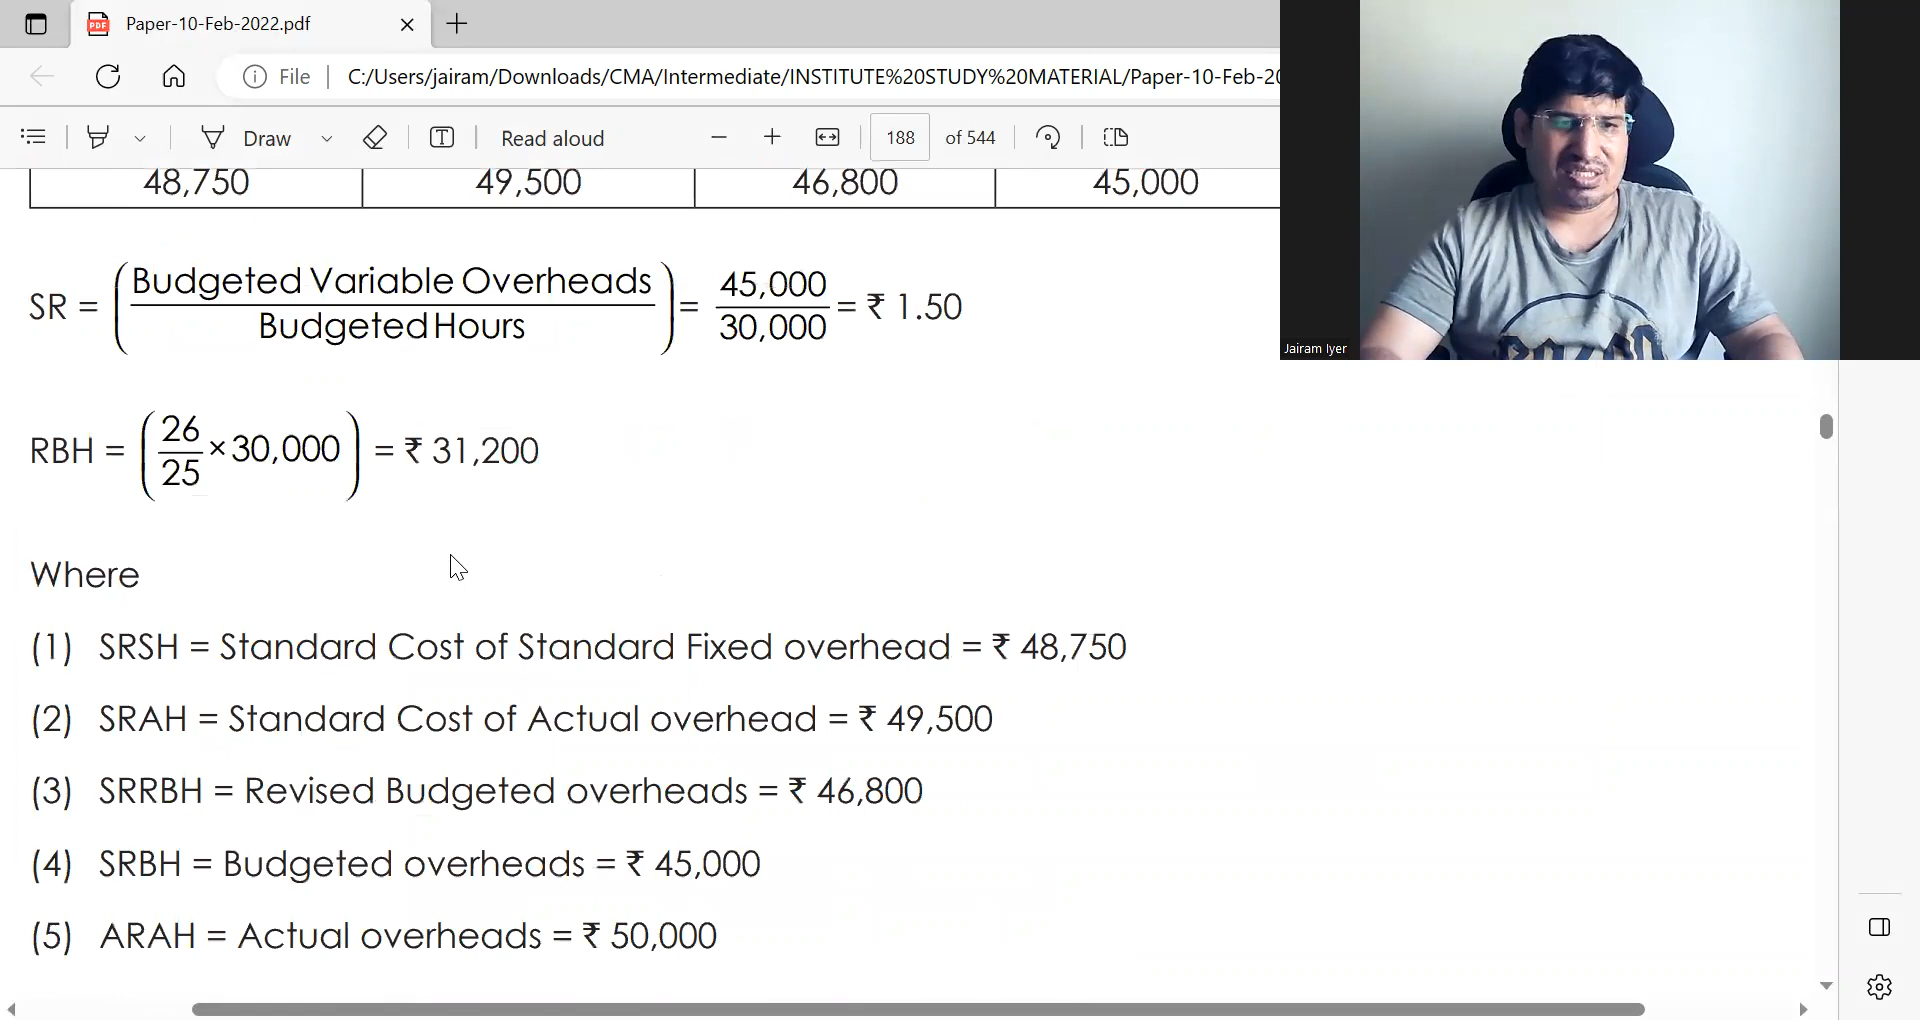 Paper-10-Feb-2022.pdf
File
C:/Users/jairam/Downloads/CMA/Intermediate/INSTITUTE%20STUDY%20MATERIAL/Paper-10-Feb-20
Draw
Read aloud
188 of 544
48,750 49,500 46,800 45,000
SR = (Budgeted Variable Overheads / Budgeted Hours) = 45,000 / 30,000 = ₹ 1.50
RBH = (26 / 25 × 30,000) = ₹ 31,200
Where
(1) SRSH = Standard Cost of Standard Fixed overhead = ₹ 48,750
(2) SRAH = Standard Cost of Actual overhead = ₹ 49,500
(3) SRRBH = Revised Budgeted overheads = ₹ 46,800
(4) SRBH = Budgeted overheads = ₹ 45,000
(5) ARAH = Actual overheads = ₹ 50,000
Jairam Iyer